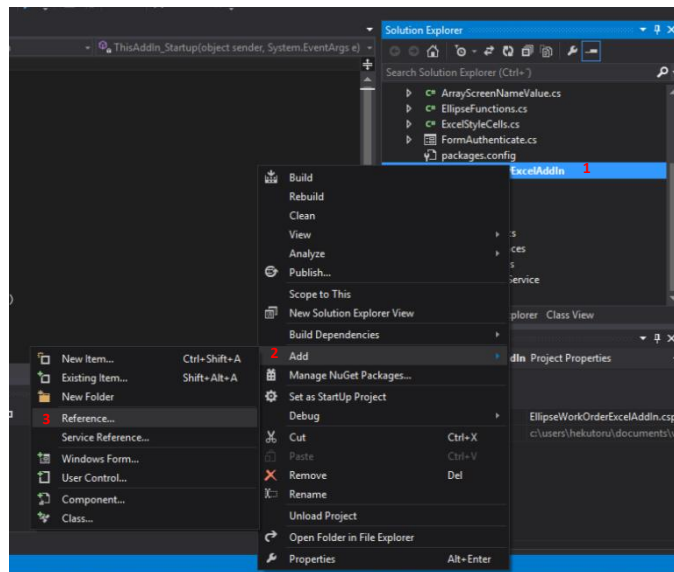 ThisAddIn_Startup(object sender, System.EventArgs e)
Solution Explorer
Search Solution Explorer (Ctrl+¨)
C# ArrayScreenNameValue.cs
C# EllipseFunctions.cs
C# ExcelStyleCells.cs
FormAuthenticate.cs
packages.config
ExcelAddIn 1
Build
Rebuild
Clean
View
Analyze
Publish...
Scope to This
New Solution Explorer View
Build Dependencies
2 Add
Manage NuGet Packages...
Set as StartUp Project
Debug
Cut Ctrl+X
Paste Ctrl+V
Remove Del
Rename
Unload Project
Open Folder in File Explorer
Properties Alt+Enter
New Item... Ctrl+Shift+A
Existing Item... Shift+Alt+A
New Folder
3 Reference...
Service Reference...
Windows Form...
User Control...
Component...
Class...
:s
ces
s
Service
plorer Class View
dIn Project Properties
EllipseWorkOrderExcelAddIn.csp
c:\users\hekutoru\documents\